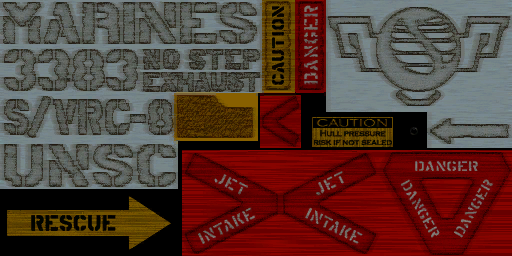 MARINES
3383
NO STEP
EXHAUST
S/VRC-8
UNSC
CAUTION
DANGER
CAUTION
HULL PRESSURE
RISK IF NOT SEALED
RESCUE
JET
INTAKE
JET
INTAKE
DANGER
DANGER
DANGER